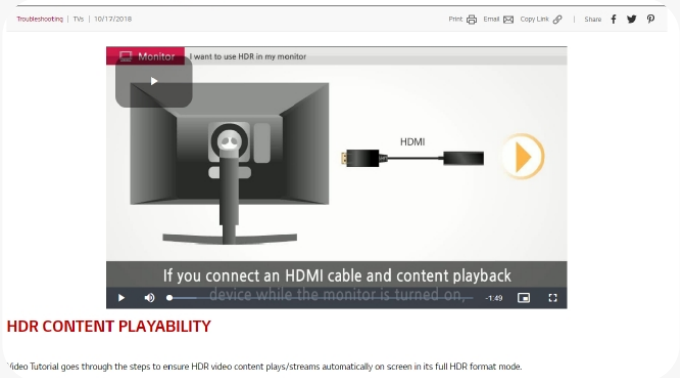 Troubleshooting | TVs | 10/17/2018
Print Email Copy Link | Share
Monitor I want to use HDR in my monitor
HDMI
If you connect an HDMI cable and content playback
device while the monitor is turned on,
-1:49
HDR CONTENT PLAYABILITY
Video Tutorial goes through the steps to ensure HDR video content plays/streams automatically on screen in its full HDR format mode.